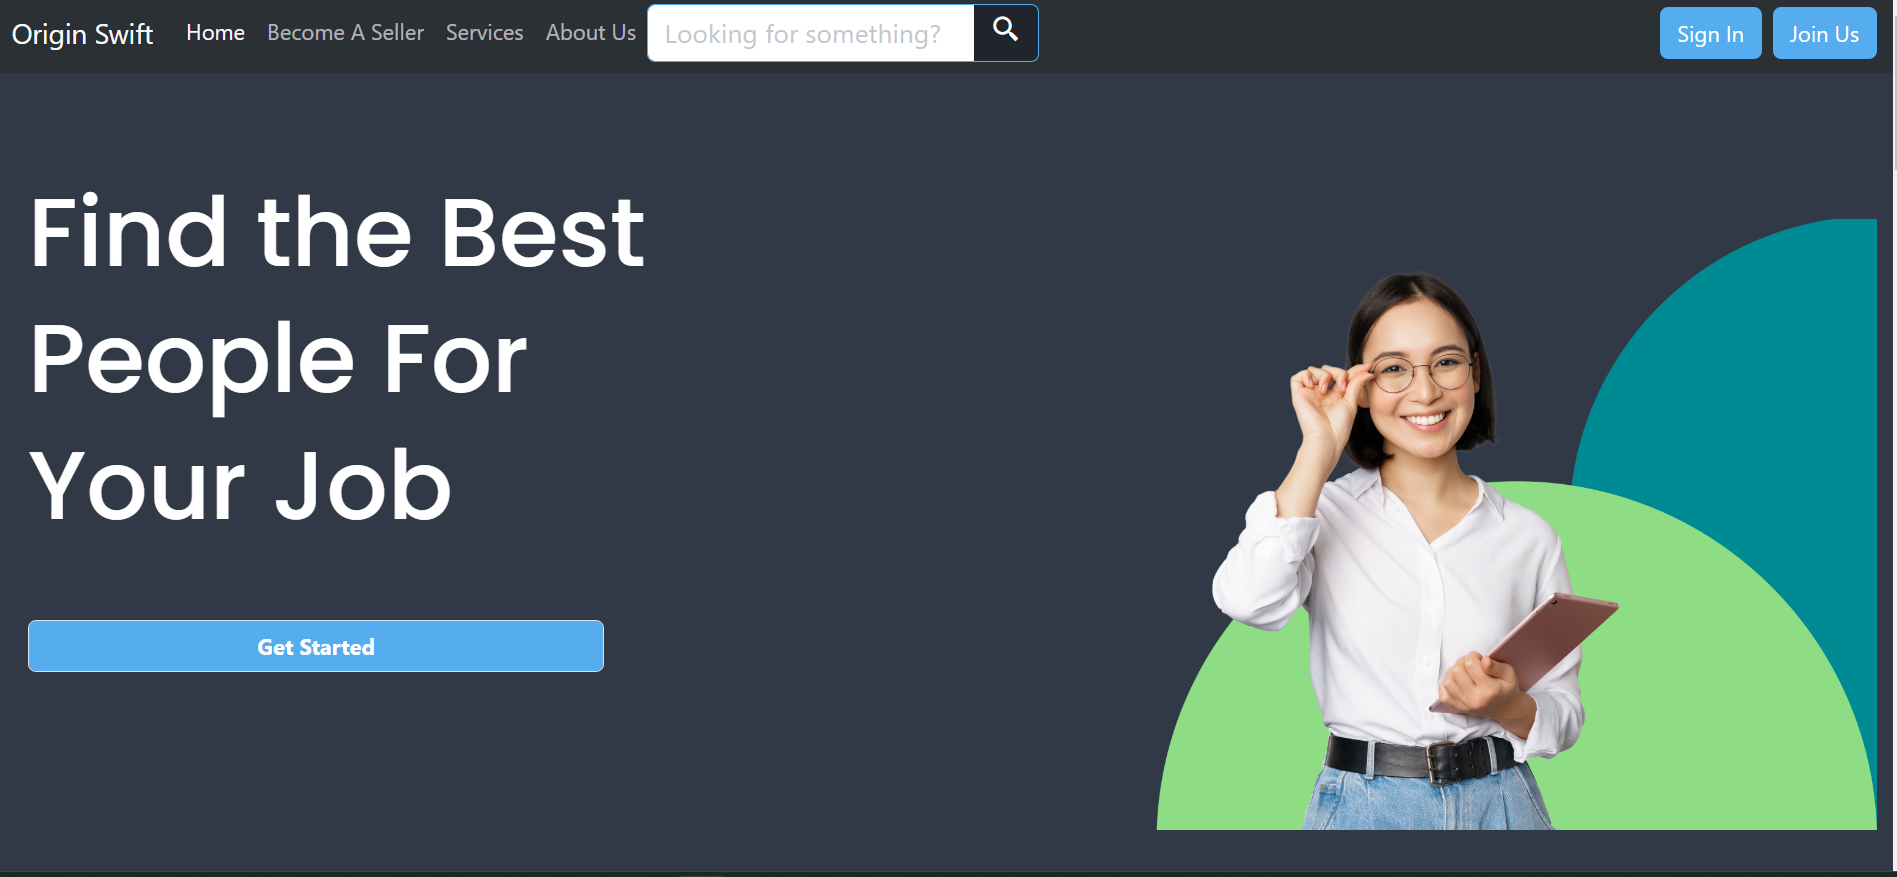 Origin Swift Home Become A Seller Services About Us Looking for something? Sign In Join Us
Find the Best
People For
Your Job
Get Started